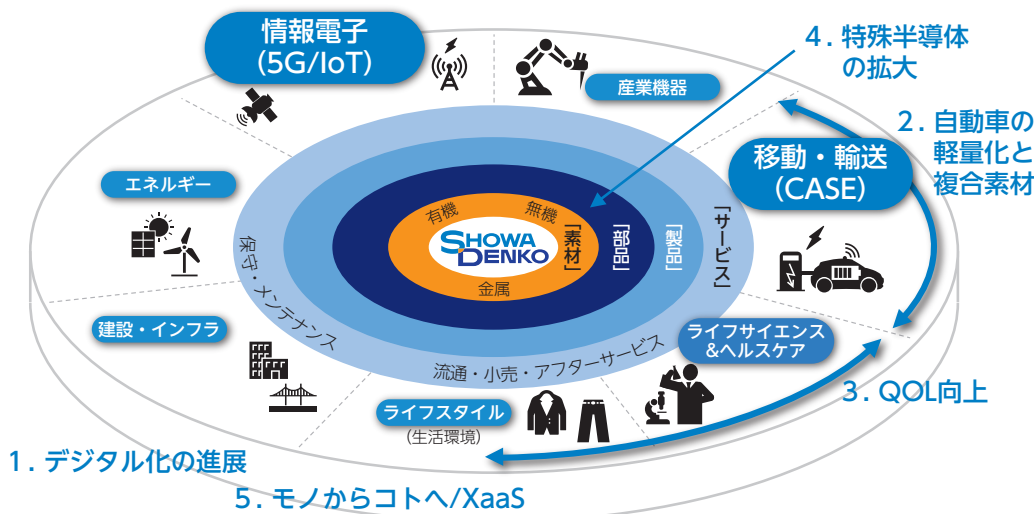 情報電子
(5G/IoT)
4. 特殊半導体
の拡大
産業機器
2. 自動車の
軽量化と
複合素材
移動・輸送
(CASE)
エネルギー
有機
無機
SHOWA
DENKO
「素材」
「部品」
「製品」
「サービス」
金属
保守・メンテナンス
建設・インフラ
ライフサイエンス
&ヘルスケア
流通・小売・アフターサービス
ライフスタイル
(生活環境)
3. QOL向上
1. デジタル化の進展
5. モノからコトへ/XaaS